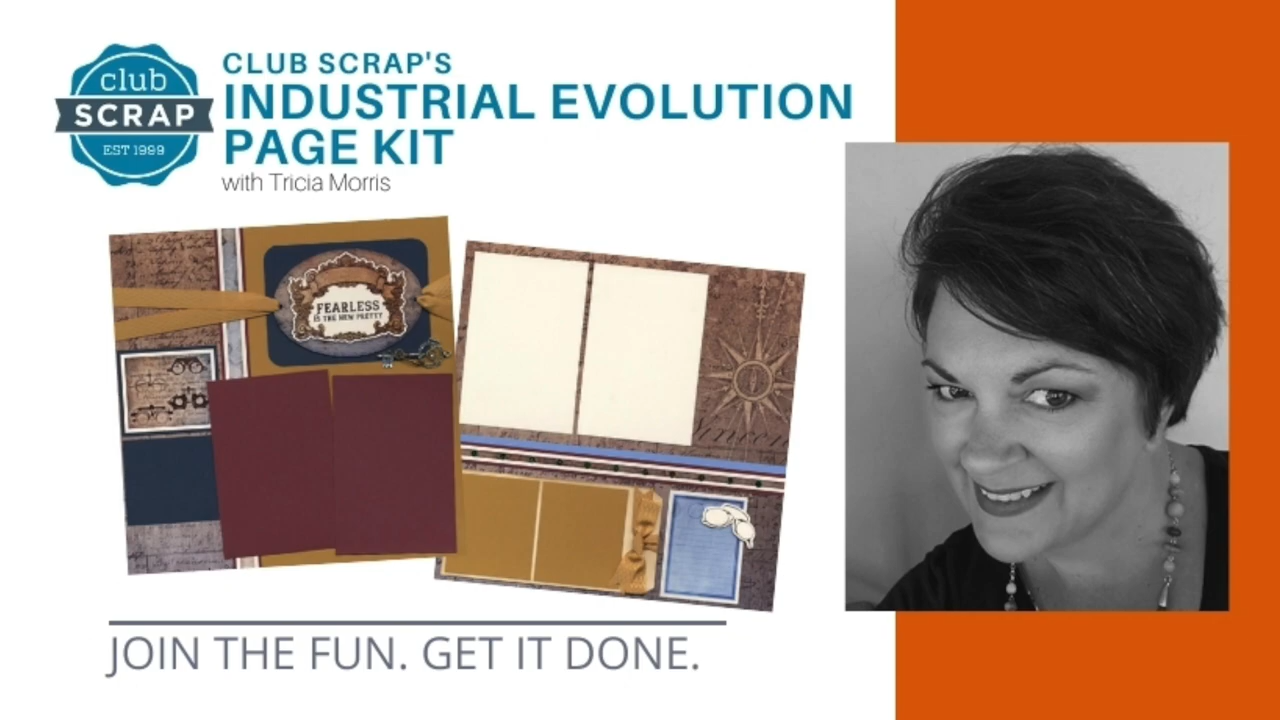 club
SCRAP
EST 1999
CLUB SCRAP'S
INDUSTRIAL EVOLUTION
PAGE KIT
with Tricia Morris
FEARLESS
IS THE NEW PRETTY
JOIN THE FUN. GET IT DONE.